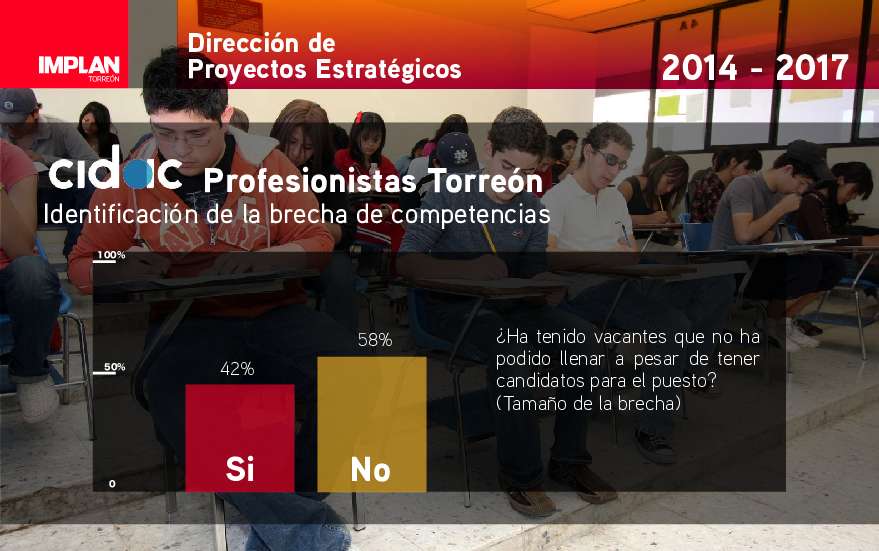 IMPLAN
TORREÓN
Dirección de
Proyectos Estratégicos
2014 - 2017
cidac Profesionistas Torreón
Identificación de la brecha de competencias
100%
50%
0
42%
58%
Si
No
¿Ha tenido vacantes que no ha
podido llenar a pesar de tener
candidatos para el puesto?
(Tamaño de la brecha)